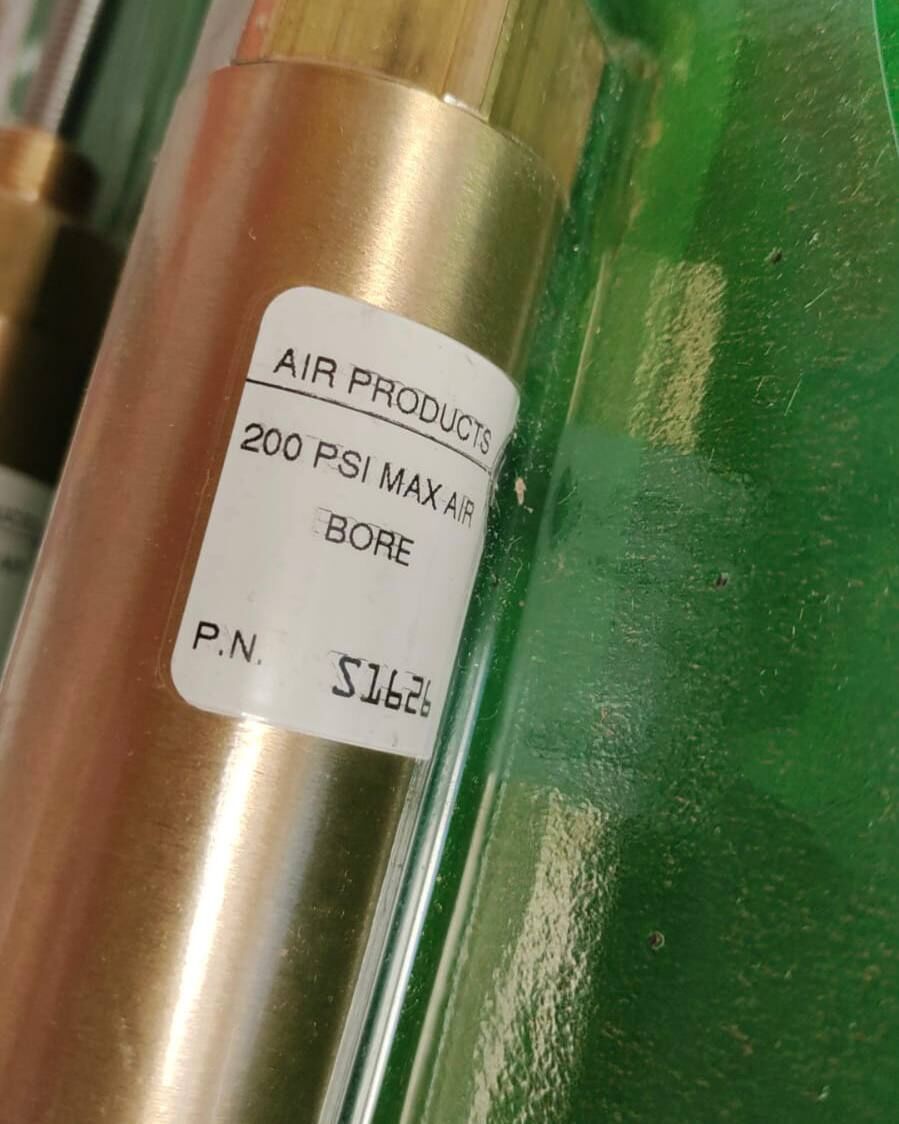 AIR PRODUCTS
200 PSI MAX AIR
BORE
P.N. S1626